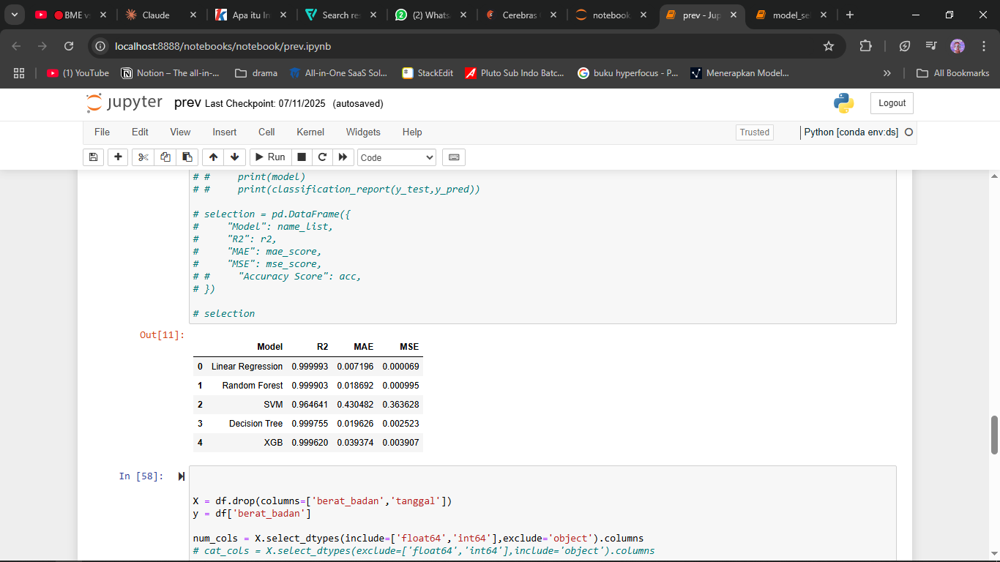 BME v
Claude
Apa itu In
Search re
(2) Whats
Cerebras
notebook
prev - Jup
model_se
localhost:8888/notebooks/notebook/prev.ipynb
(1) YouTube
Notion – The all-in-...
drama
All-in-One SaaS Sol...
StackEdit
Pluto Sub Indo Batc...
buku hyperfocus - P...
Menerapkan Model...
»
All Bookmarks
jupyter prev Last Checkpoint: 07/11/2025 (autosaved)
Logout
File Edit View Insert Cell Kernel Widgets Help
Trusted
Python [conda env:ds]
Run
Code
# #     print(model)
# #     print(classification_report(y_test,y_pred))
# selection = pd.DataFrame({
#     "Model": name_list,
#     "R2": r2,
#     "MAE": mae_score,
#     "MSE": mse_score,
# #     "Accuracy Score": acc,
# })
# selection
Out[11]:
Model R2 MAE MSE
0 Linear Regression 0.999993 0.007196 0.000069
1 Random Forest 0.999903 0.018692 0.000995
2 SVM 0.964641 0.430482 0.363628
3 Decision Tree 0.999755 0.019626 0.002523
4 XGB 0.999620 0.039374 0.003907
In [58]:
X = df.drop(columns=['berat_badan','tanggal'])
y = df['berat_badan']
num_cols = X.select_dtypes(include=['float64','int64'],exclude='object').columns
# cat_cols = X.select_dtypes(exclude=['float64','int64'],include='object').columns